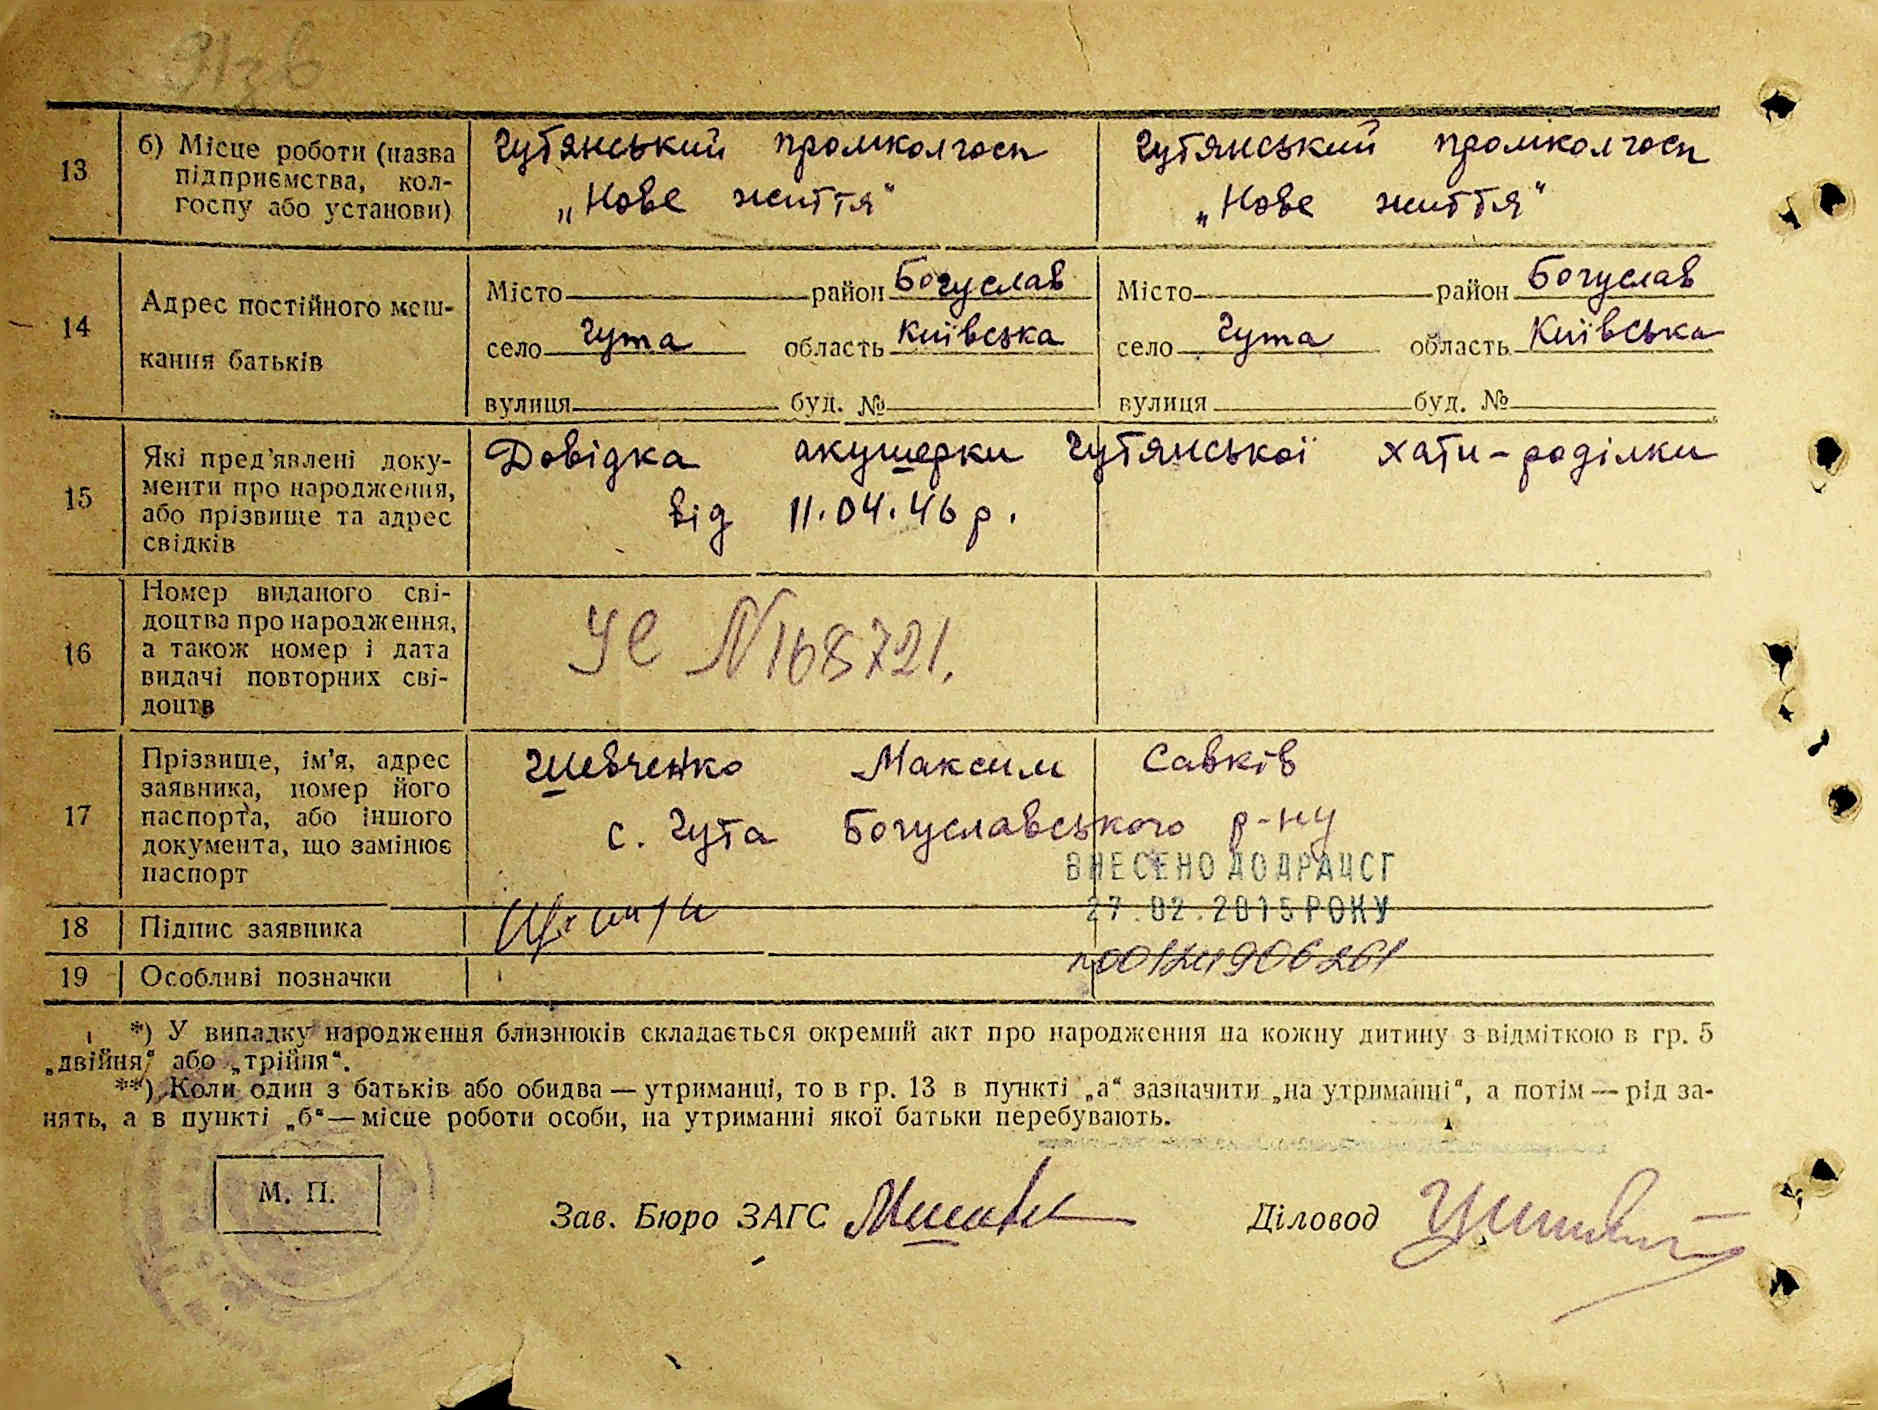 13
б) Місце роботи (назва
підприємства, кол-
госпу або установи)
Гутянський промколгосп
„Нове життя“
Гутянський промколгосп
„Нове життя“
14
Адрес постійного меш-
кання батьків
Місто район Богуслав
село Гута область Київська
вулиця буд. №
Місто район Богуслав
село Гута область Київська
вулиця буд. №
15
Які пред’явлені доку-
менти про народження,
або прізвище та адрес
свідків
Довідка акушерки Гутянської хати-роділки
від 11.04.46 р.
16
Номер виданого сві-
доцтва про народження,
а також номер і дата
видачі повторних сві-
доцтв
УС N168721.
17
Прізвище, ім’я, адрес
заявника, номер його
паспорта, або іншого
документа, що замінює
паспорт
Шевченко Максим Савків
с. Гута Богуславського р-ну
ВНЕСЕНО ДО ДРАЦСГ
27.02.2015 РОКУ
18
Підпис заявника
19
Особливі позначки
*) У випадку народження близнюків складається окремий акт про народження на кожну дитину з відміткою в гр. 5
„двійня“ або „трійня“.
**) Коли один з батьків або обидва — утриманці, то в гр. 13 в пункті „а“ зазначити „на утриманні“, а потім — рід за-
нять, а в пункті „б“ — місце роботи особи, на утриманні якої батьки перебувають.
М. П.
Зав. Бюро ЗАГС
Діловод